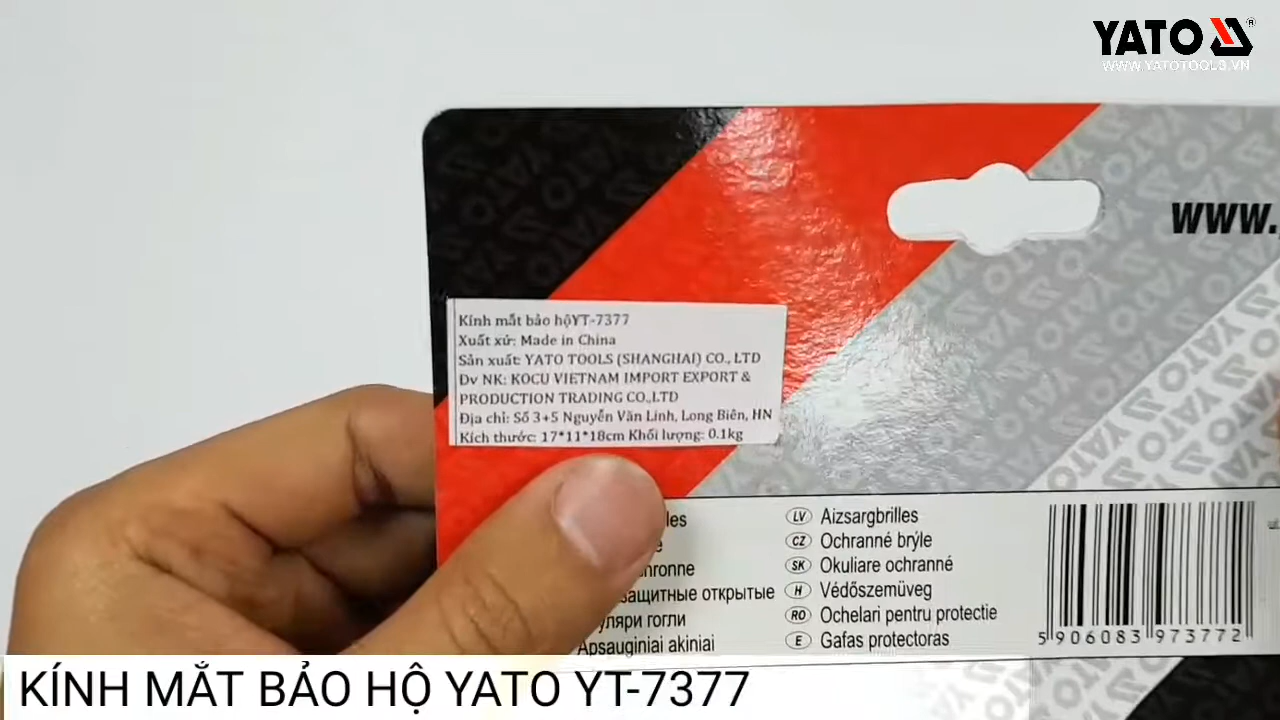 YATO
WWW.YATOTOOLS.VN
WWW.
Kính mắt bảo hộYT-7377
Xuất xứ: Made in China
Sản xuất: YATO TOOLS (SHANGHAI) CO., LTD
Dv NK: KOCU VIETNAM IMPORT EXPORT &
PRODUCTION TRADING CO.,LTD
Địa chỉ: Số 3+5 Nguyễn Văn Linh, Long Biên, HN
Kích thước: 17*11*18cm Khối lượng: 0.1kg
защитные открытые
гогли
Apsauginiai akiniai
LV Aizsargbrilles
CZ Ochranné brýle
SK Okuliare ochranné
H Védőszemüveg
RO Ochelari pentru protectie
E Gafas protectoras
5 906083 973772
KÍNH MẮT BẢO HỘ YATO YT-7377